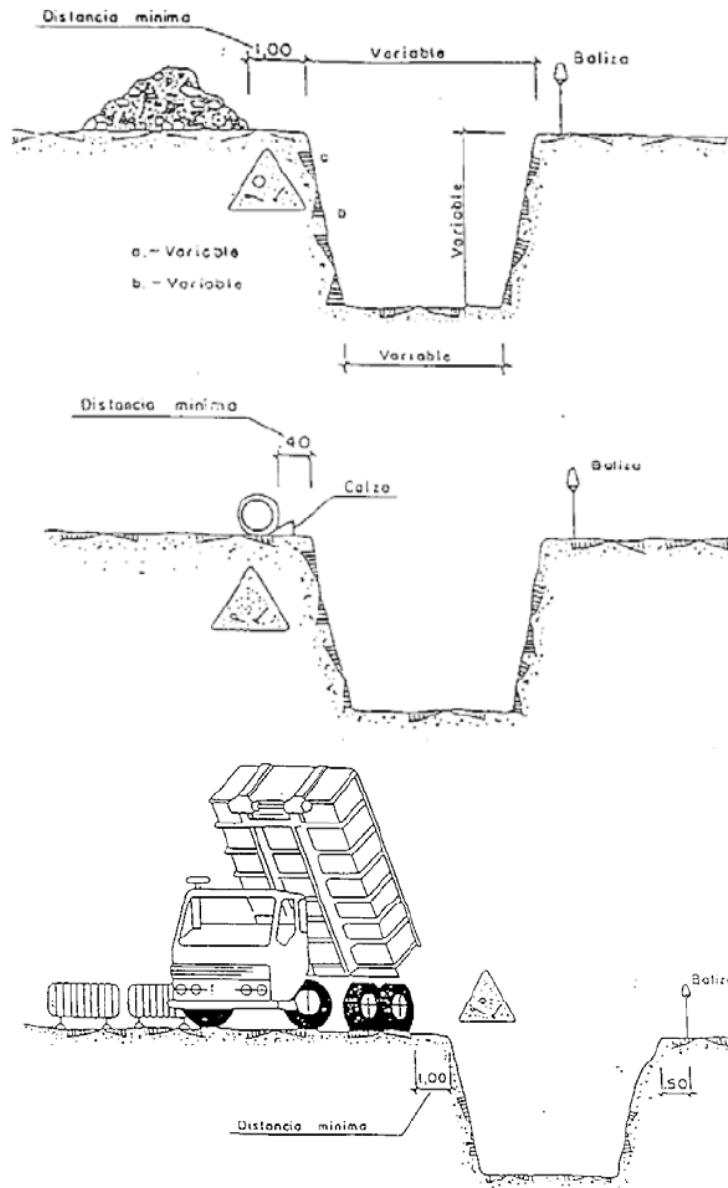 Distancia minima
1,00
Variable
Baliza
a
b
Variable
a.- Variable
b.- Variable
Variable
Distancia minima
40
Calzo
Baliza
Baliza
1,00
.50
Distancia minima